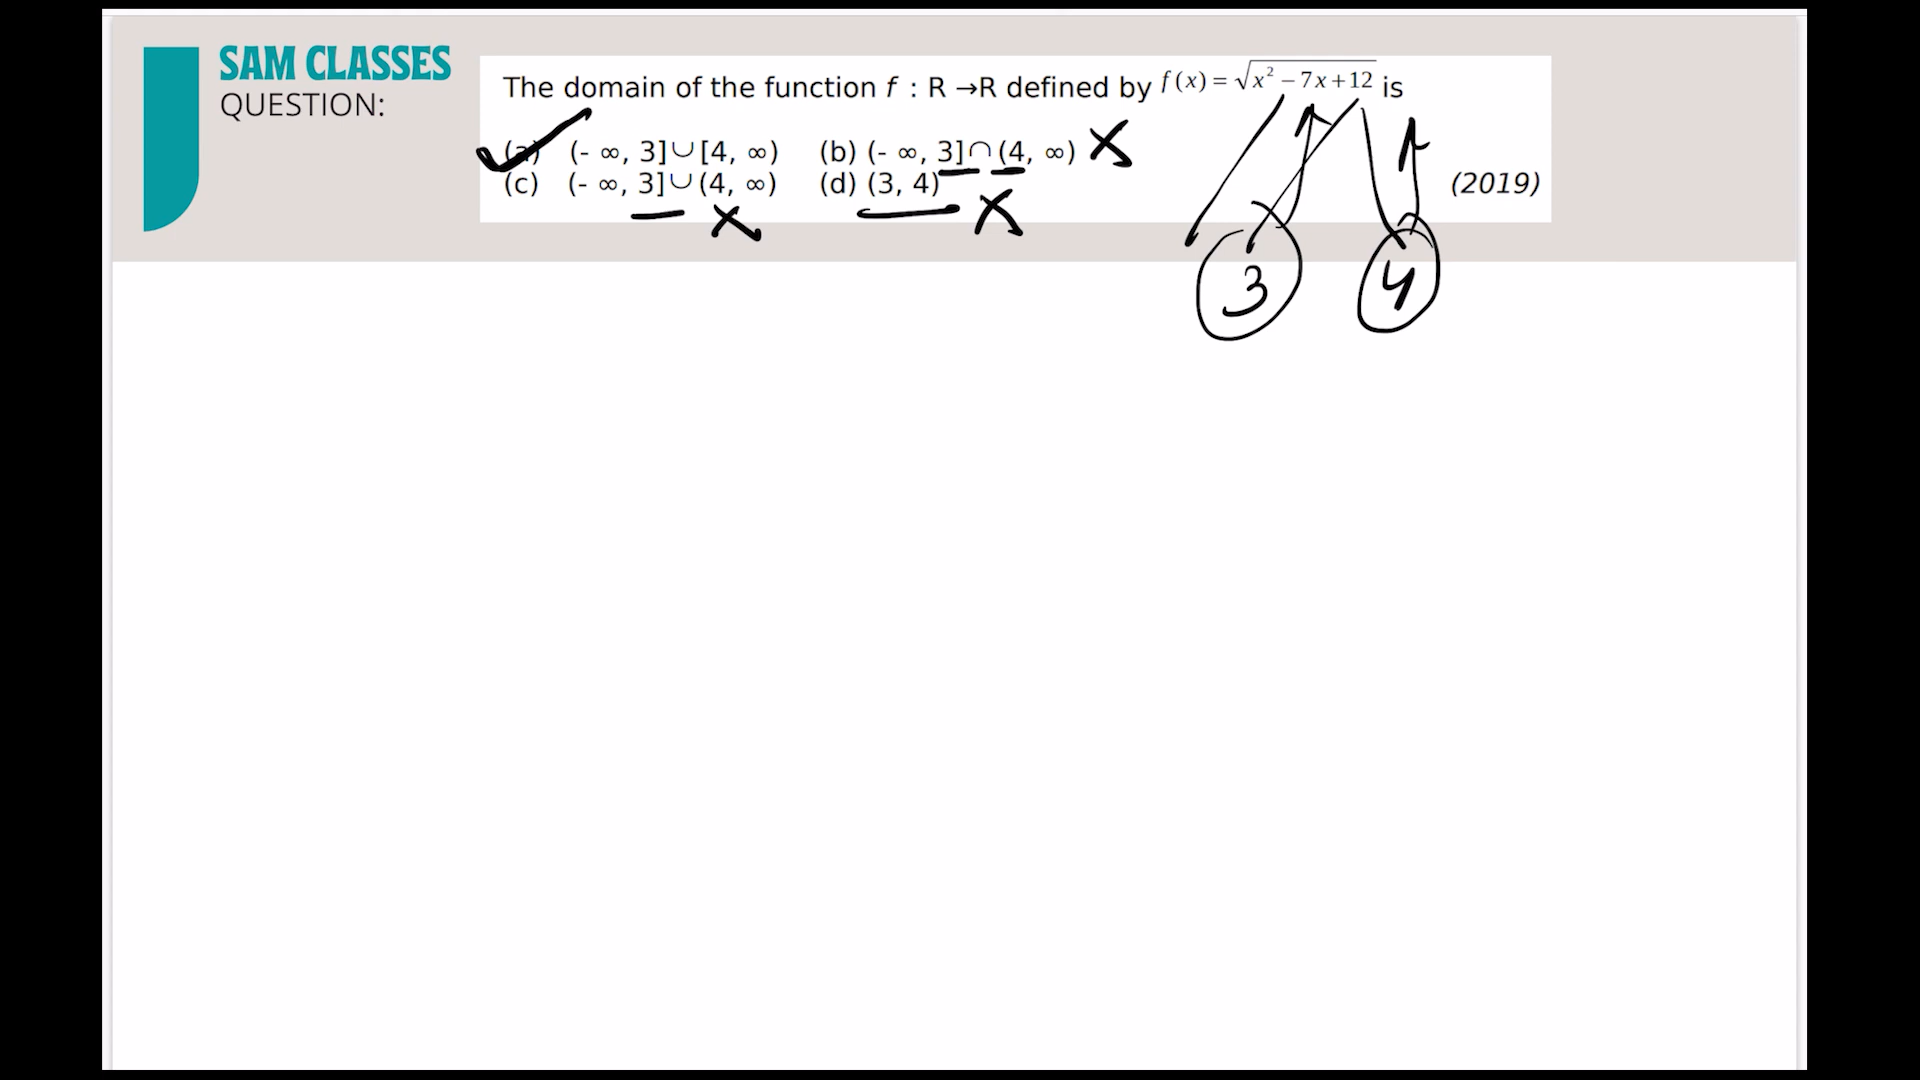 SAM CLASSES
QUESTION:
The domain of the function f : R →R defined by f(x) = √x² − 7x + 12 is
(a) (- ∞, 3]∪[4, ∞) (b) (- ∞, 3]∩(4, ∞)
(c) (- ∞, 3]∪(4, ∞) (d) (3, 4)
(2019)
3 4